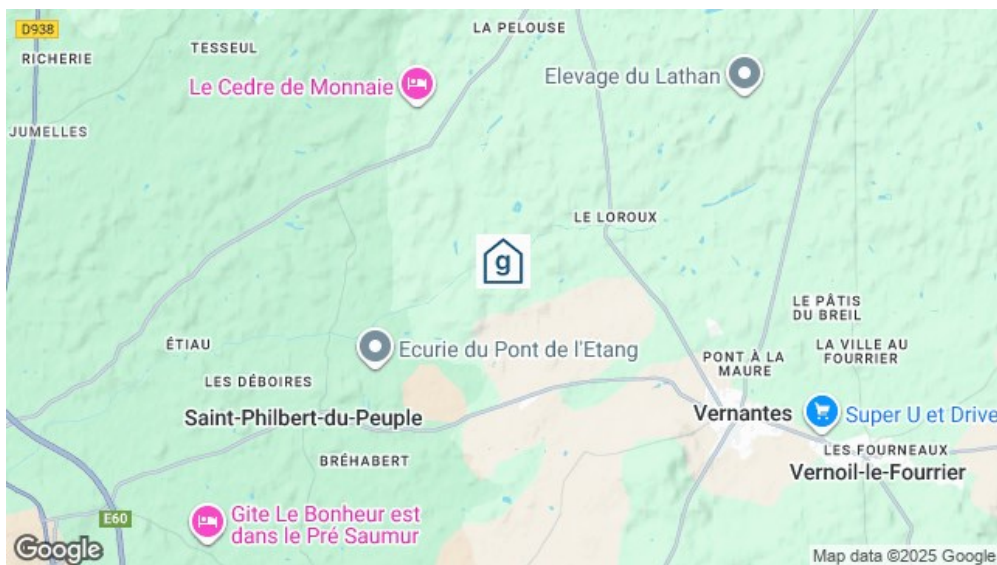 D938
LA PELOUSE
TESSEUL
RICHERIE
Le Cedre de Monnaie
Elevage du Lathan
JUMELLES
LE LOROUX
g
LE PÂTIS
DU BREIL
ÉTIAU
Ecurie du Pont de l'Etang
PONT À LA
MAURE
LA VILLE AU
FOURRIER
LES DÉBOIRES
Saint-Philbert-du-Peuple
Vernantes
Super U et Drive
BRÉHABERT
LES FOURNEAUX
Vernoil-le-Fourrier
E60
Gite Le Bonheur est
dans le Pré Saumur
Google
Map data ©2025 Google